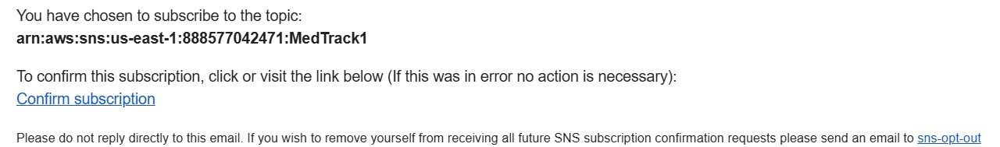 You have chosen to subscribe to the topic:
arn:aws:sns:us-east-1:888577042471:MedTrack1
To confirm this subscription, click or visit the link below (If this was in error no action is necessary):
Confirm subscription
Please do not reply directly to this email. If you wish to remove yourself from receiving all future SNS subscription confirmation requests please send an email to sns-opt-out